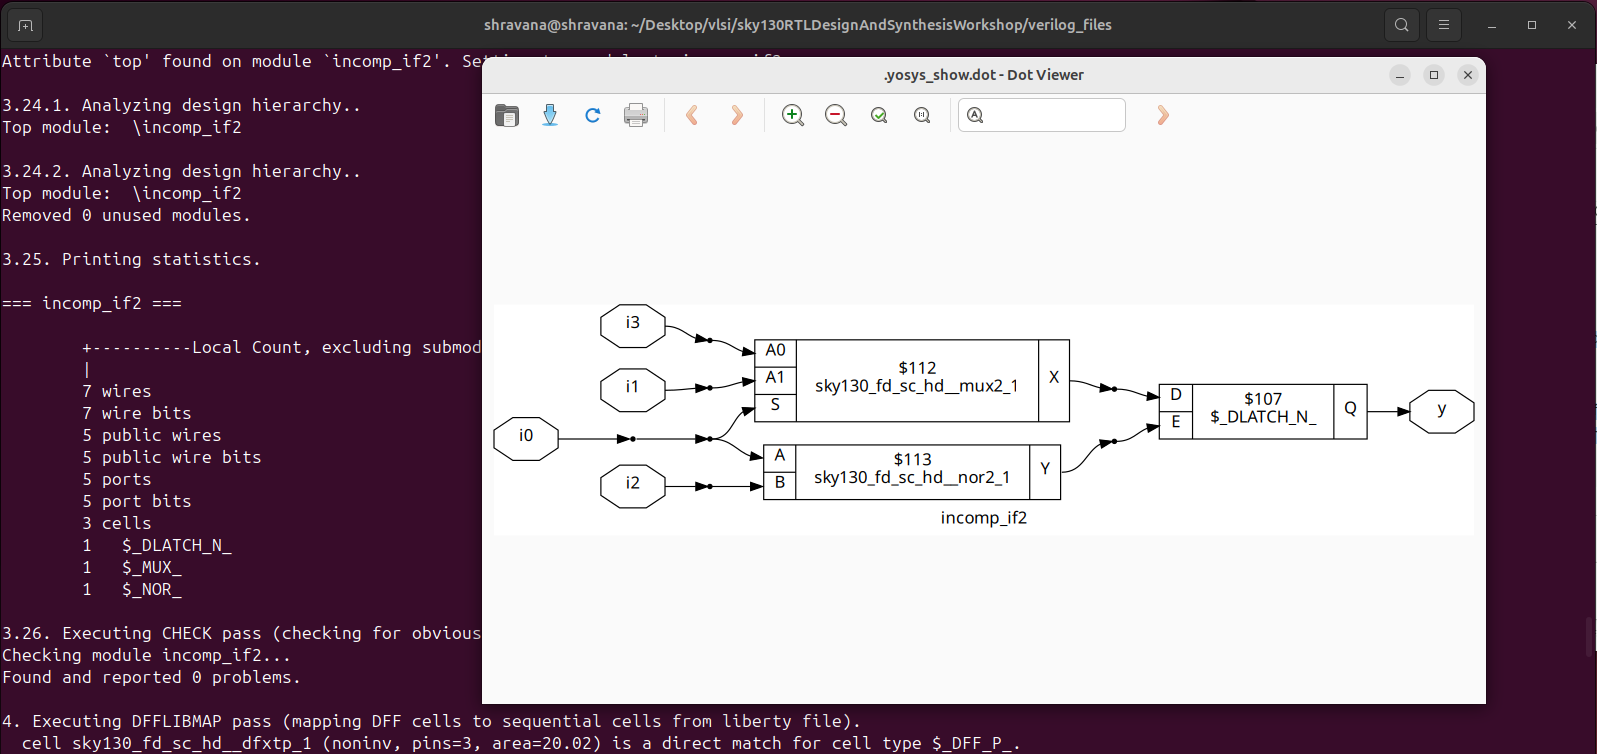 shravana@shravana: ~/Desktop/vlsi/sky130RTLDesignAndSynthesisWorkshop/verilog_files
Attribute `top' found on module `incomp_if2'.
3.24.1. Analyzing design hierarchy..
Top module:  \incomp_if2
3.24.2. Analyzing design hierarchy..
Top module:  \incomp_if2
Removed 0 unused modules.
3.25. Printing statistics.
=== incomp_if2 ===
+----------Local Count, excluding submod
|
7 wires
7 wire bits
5 public wires
5 public wire bits
5 ports
5 port bits
3 cells
1   $_DLATCH_N_
1   $_MUX_
1   $_NOR_
3.26. Executing CHECK pass (checking for obvious
Checking module incomp_if2...
Found and reported 0 problems.
4. Executing DFFLIBMAP pass (mapping DFF cells to sequential cells from liberty file).
cell sky130_fd_sc_hd__dfxtp_1 (noninv, pins=3, area=20.02) is a direct match for cell type $_DFF_P_.
.yosys_show.dot - Dot Viewer
i3
i1
i0
i2
A0
A1
S
$112
sky130_fd_sc_hd__mux2_1
X
A
B
$113
sky130_fd_sc_hd__nor2_1
Y
D
E
$107
$_DLATCH_N_
Q
y
incomp_if2